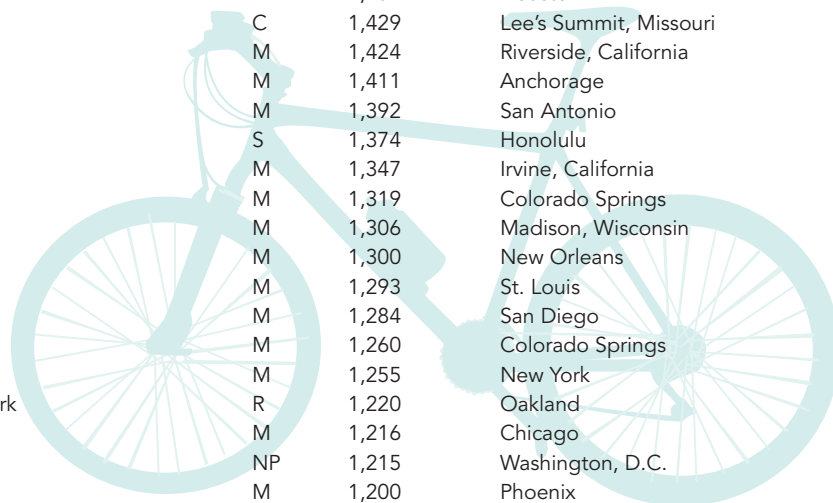 C 1,429 Lee's Summit, Missouri
M 1,424 Riverside, California
M 1,411 Anchorage
M 1,392 San Antonio
S 1,374 Honolulu
M 1,347 Irvine, California
M 1,319 Colorado Springs
M 1,306 Madison, Wisconsin
M 1,300 New Orleans
M 1,293 St. Louis
M 1,284 San Diego
M 1,260 Colorado Springs
M 1,255 New York
rk R 1,220 Oakland
M 1,216 Chicago
NP 1,215 Washington, D.C.
M 1,200 Phoenix